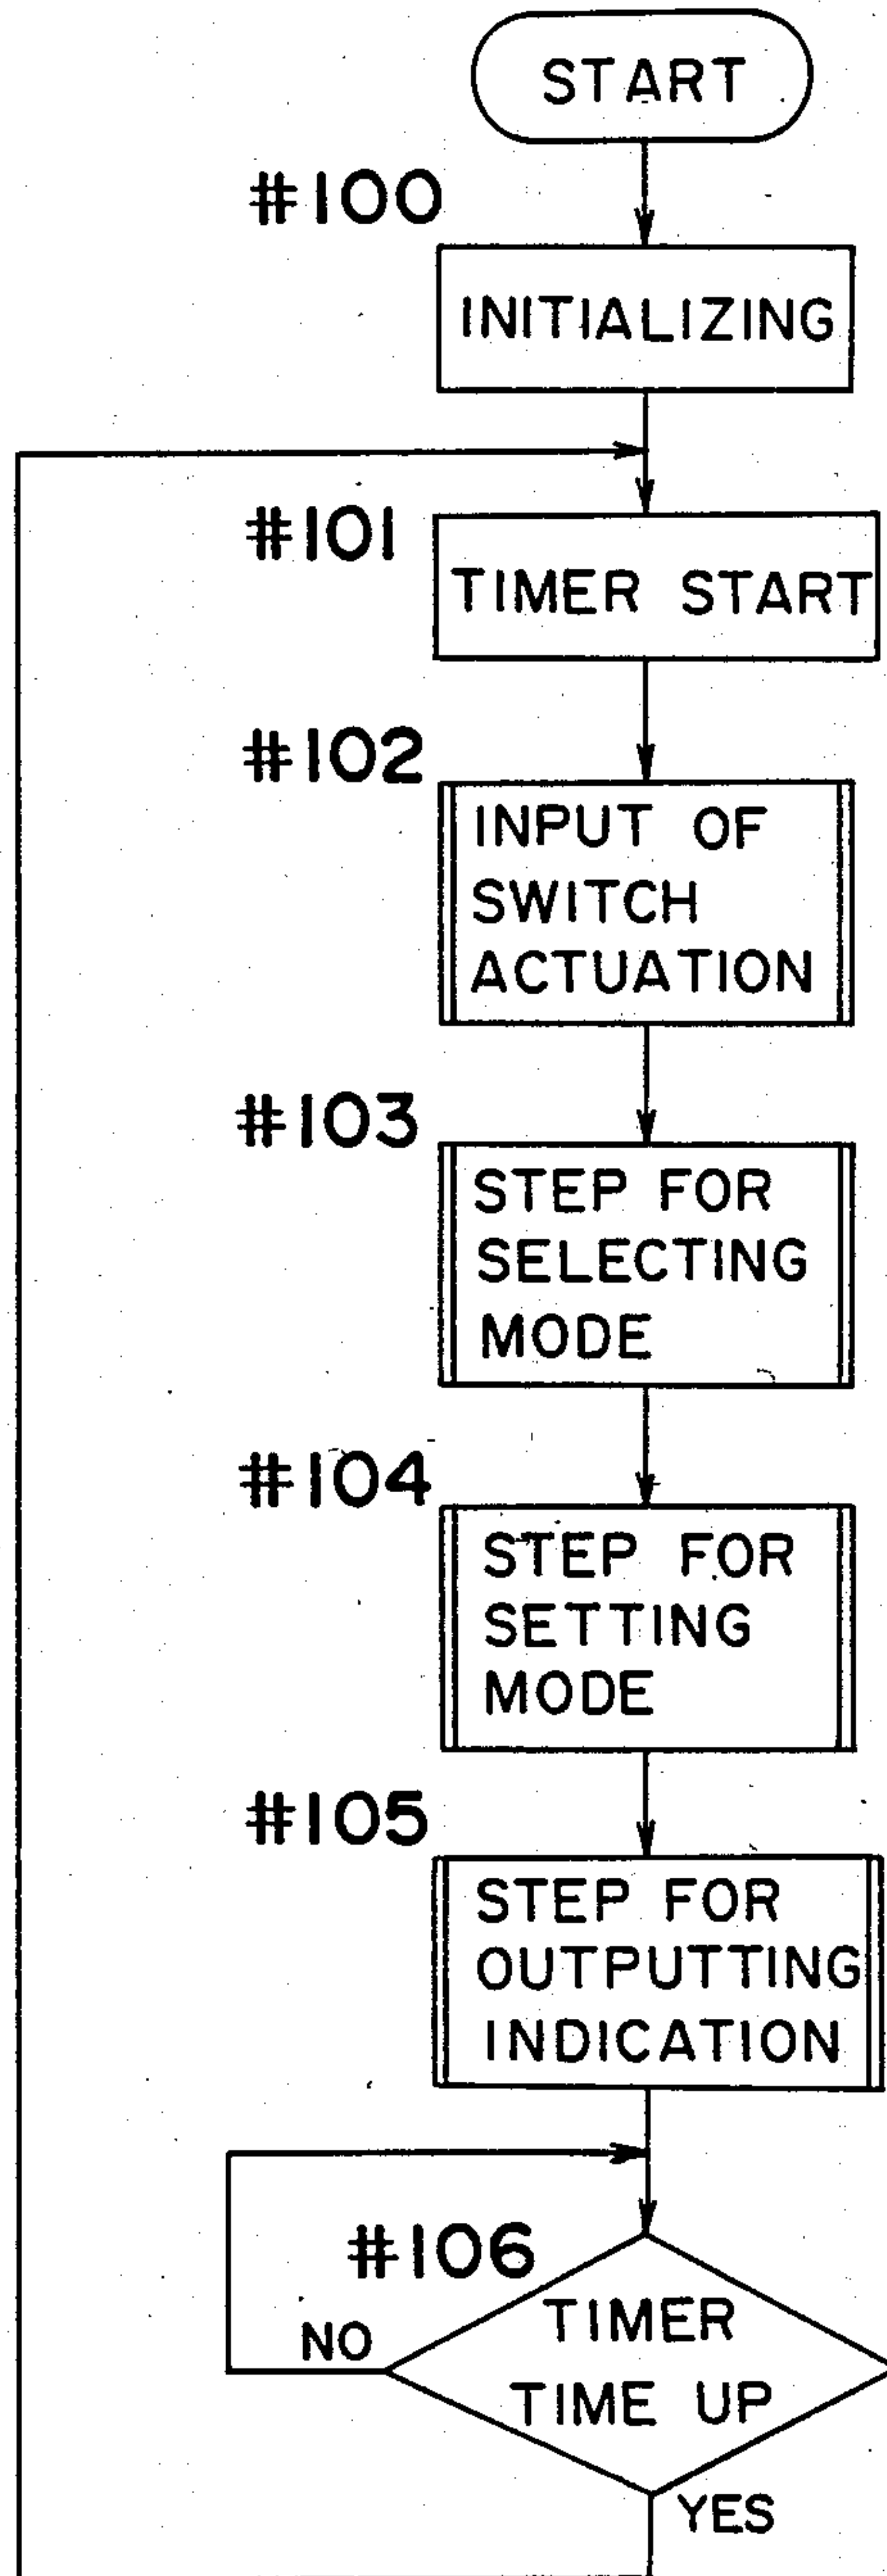 START
#100
INITIALIZING
#101
TIMER START
#102
INPUT OF
SWITCH
ACTUATION
#103
STEP FOR
SELECTING
MODE
#104
STEP FOR
SETTING
MODE
#105
STEP FOR
OUTPUTTING
INDICATION
#106
TIMER
TIME UP
NO
YES